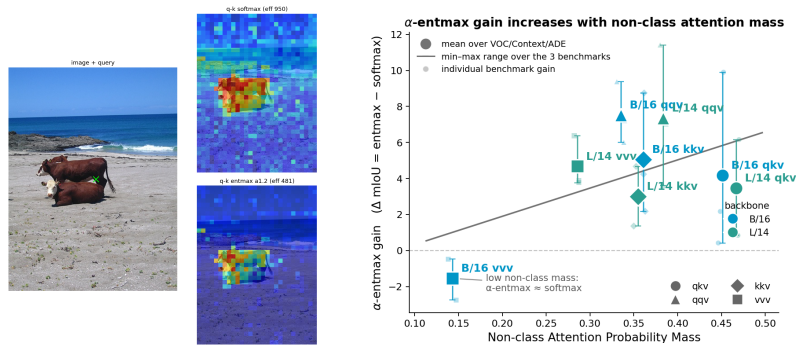 image + query
q-k softmax (eff 950)
q-k entmax a1.2 (eff 481)
α-entmax gain increases with non-class attention mass
α-entmax gain (Δ mIoU = entmax − softmax)
12
10
8
6
4
2
0
−2
mean over VOC/Context/ADE
min–max range over the 3 benchmarks
individual benchmark gain
B/16 qqv
L/14 qqv
L/14 vvv
B/16 kkv
L/14 kkv
B/16 qkv
L/14 qkv
B/16 vvv
low non-class mass:
α-entmax ≈ softmax
backbone
B/16
L/14
qkv
kkv
qqv
vvv
0.10 0.15 0.20 0.25 0.30 0.35 0.40 0.45 0.50
Non-class Attention Probability Mass